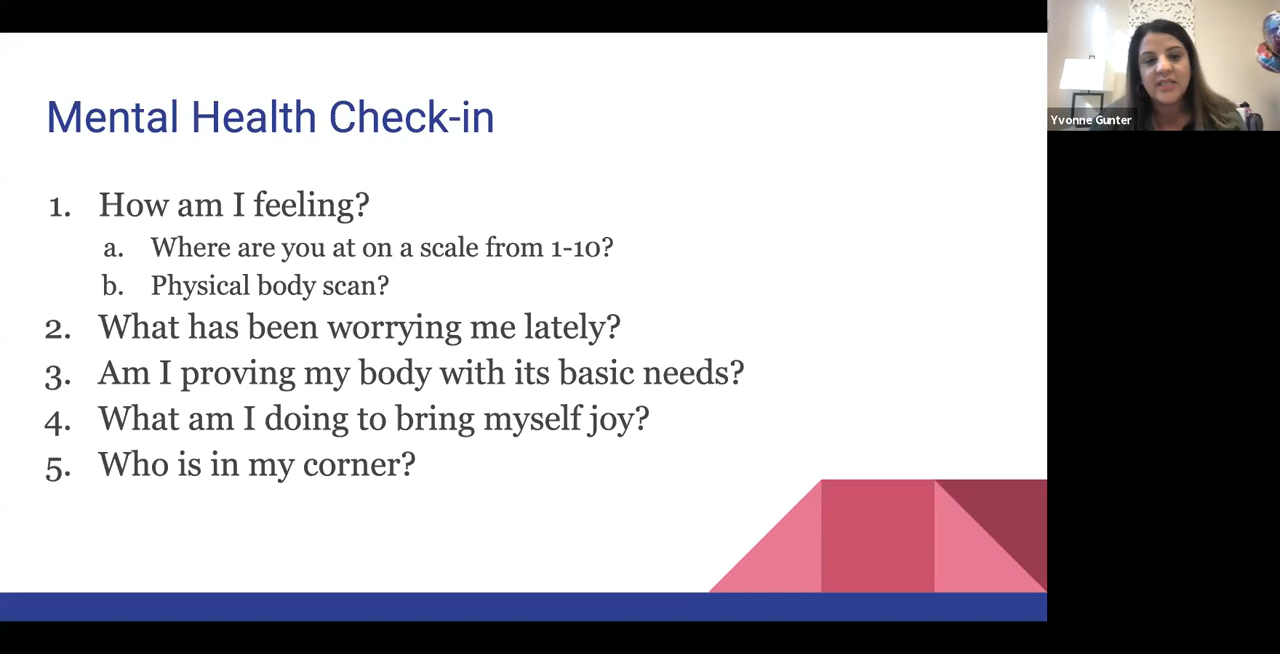 Mental Health Check-in
1. How am I feeling?
a. Where are you at on a scale from 1-10?
b. Physical body scan?
2. What has been worrying me lately?
3. Am I proving my body with its basic needs?
4. What am I doing to bring myself joy?
5. Who is in my corner?
Yvonne Gunter